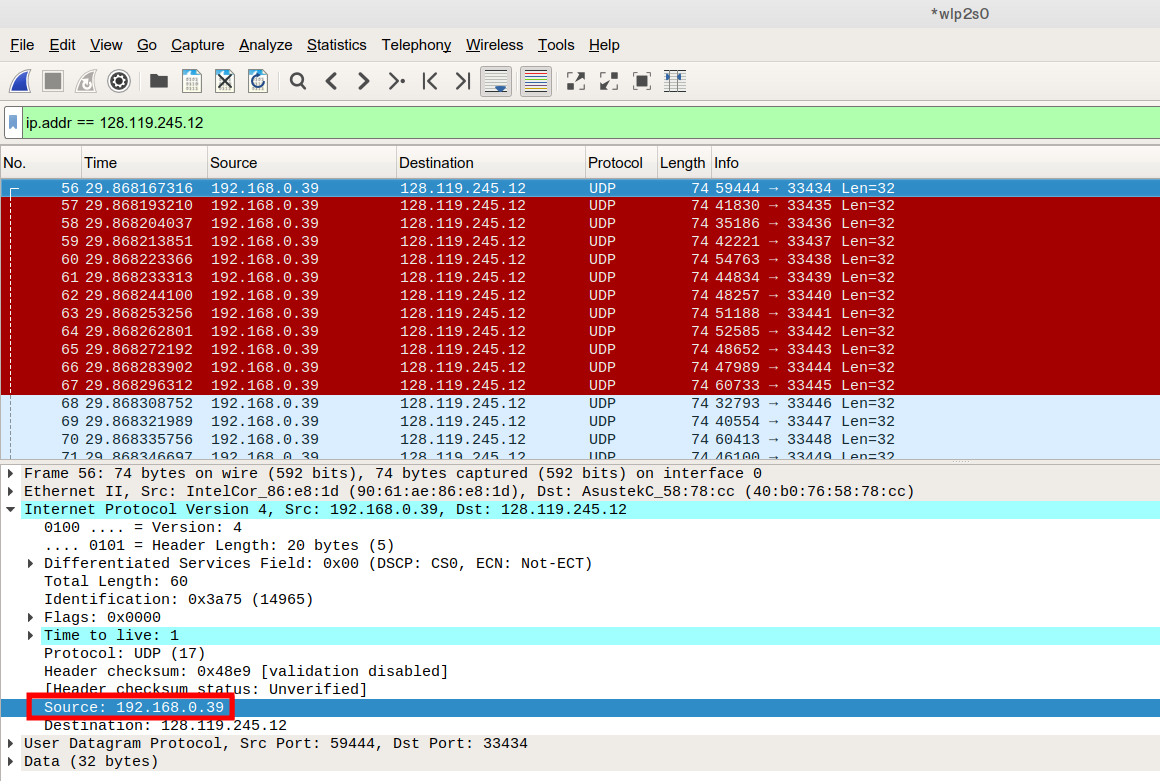 *wlp2s0
File Edit View Go Capture Analyze Statistics Telephony Wireless Tools Help
ip.addr == 128.119.245.12
No. Time Source Destination Protocol Length Info
56 29.868167316 192.168.0.39 128.119.245.12 UDP 74 59444 → 33434 Len=32
57 29.868193210 192.168.0.39 128.119.245.12 UDP 74 41830 → 33435 Len=32
58 29.868204037 192.168.0.39 128.119.245.12 UDP 74 35186 → 33436 Len=32
59 29.868213851 192.168.0.39 128.119.245.12 UDP 74 42221 → 33437 Len=32
60 29.868223366 192.168.0.39 128.119.245.12 UDP 74 54763 → 33438 Len=32
61 29.868233313 192.168.0.39 128.119.245.12 UDP 74 44834 → 33439 Len=32
62 29.868244100 192.168.0.39 128.119.245.12 UDP 74 48257 → 33440 Len=32
63 29.868253256 192.168.0.39 128.119.245.12 UDP 74 51188 → 33441 Len=32
64 29.868262801 192.168.0.39 128.119.245.12 UDP 74 52585 → 33442 Len=32
65 29.868272192 192.168.0.39 128.119.245.12 UDP 74 48652 → 33443 Len=32
66 29.868283902 192.168.0.39 128.119.245.12 UDP 74 47989 → 33444 Len=32
67 29.868296312 192.168.0.39 128.119.245.12 UDP 74 60733 → 33445 Len=32
68 29.868308752 192.168.0.39 128.119.245.12 UDP 74 32793 → 33446 Len=32
69 29.868321989 192.168.0.39 128.119.245.12 UDP 74 40554 → 33447 Len=32
70 29.868335756 192.168.0.39 128.119.245.12 UDP 74 60413 → 33448 Len=32
71 29.868346697 192.168.0.39 128.119.245.12 UDP 74 46100 → 33449 Len=32
Frame 56: 74 bytes on wire (592 bits), 74 bytes captured (592 bits) on interface 0
Ethernet II, Src: IntelCor_86:e8:1d (90:61:ae:86:e8:1d), Dst: AsustekC_58:78:cc (40:b0:76:58:78:cc)
Internet Protocol Version 4, Src: 192.168.0.39, Dst: 128.119.245.12
0100 .... = Version: 4
.... 0101 = Header Length: 20 bytes (5)
Differentiated Services Field: 0x00 (DSCP: CS0, ECN: Not-ECT)
Total Length: 60
Identification: 0x3a75 (14965)
Flags: 0x0000
Time to live: 1
Protocol: UDP (17)
Header checksum: 0x48e9 [validation disabled]
[Header checksum status: Unverified]
Source: 192.168.0.39
Destination: 128.119.245.12
User Datagram Protocol, Src Port: 59444, Dst Port: 33434
Data (32 bytes)